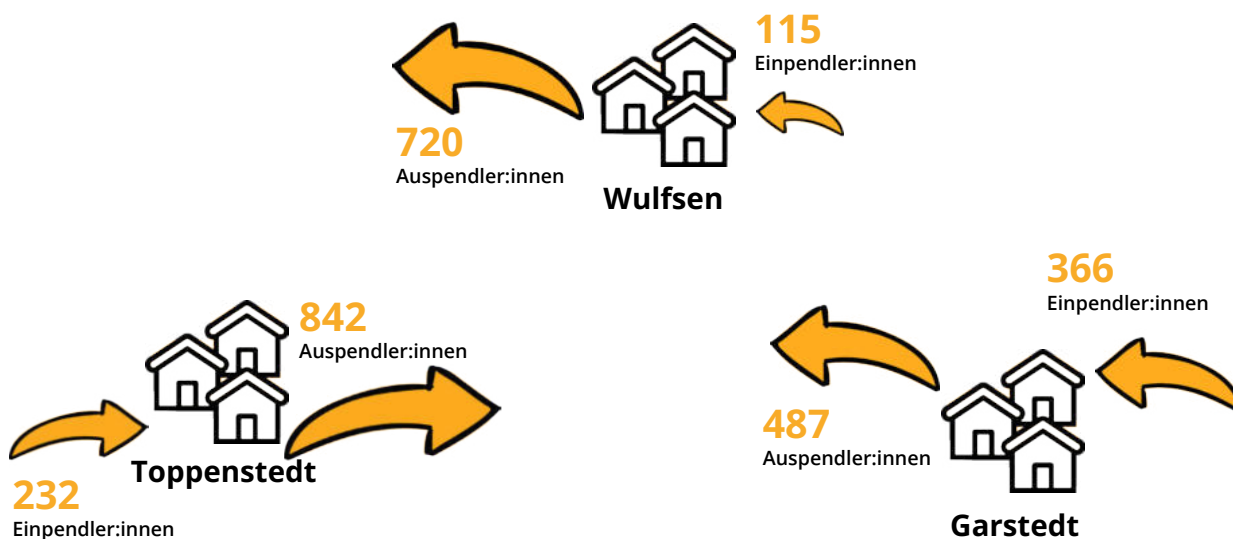 115
Einpendler:innen
720
Auspendler:innen
Wulfsen
842
Auspendler:innen
Toppenstedt
232
Einpendler:innen
366
Einpendler:innen
487
Auspendler:innen
Garstedt